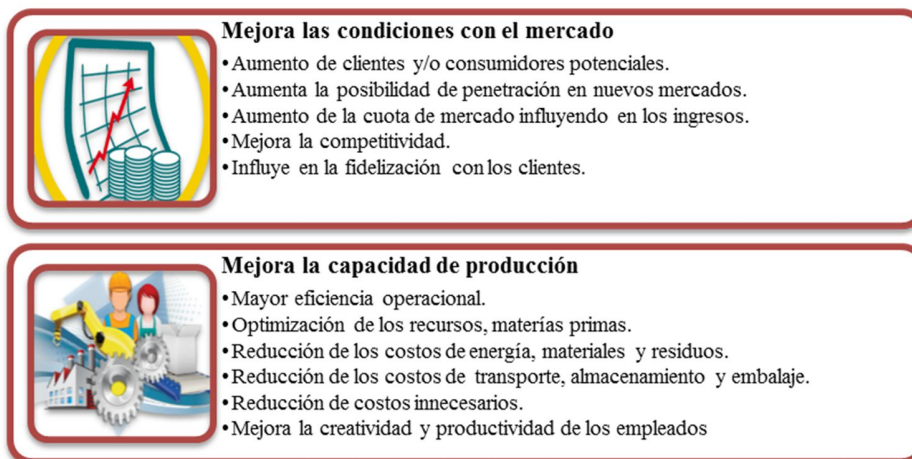 Mejora las condiciones con el mercado
•Aumento de clientes y/o consumidores potenciales.
•Aumenta la posibilidad de penetración en nuevos mercados.
•Aumento de la cuota de mercado influyendo en los ingresos.
•Mejora la competitividad.
•Influye en la fidelización con los clientes.
Mejora la capacidad de producción
•Mayor eficiencia operacional.
•Optimización de los recursos, materías primas.
•Reducción de los costos de energía, materiales y residuos.
•Reducción de los costos de transporte, almacenamiento y embalaje.
•Reducción de costos innecesarios.
•Mejora la creatividad y productividad de los empleados